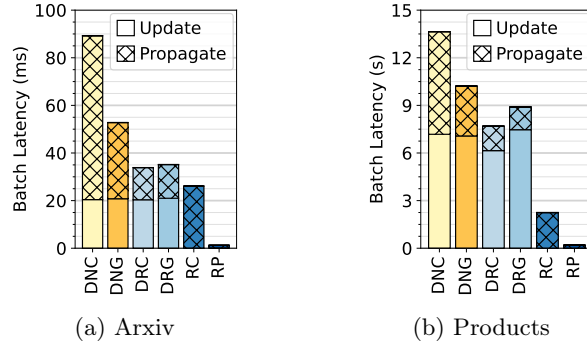 100
80
60
40
20
0
Batch Latency (ms)
Update
Propagate
DNC
DNG
DRC
DRG
RC
RP
(a) Arxiv
15
12
9
6
3
0
Batch Latency (s)
Update
Propagate
DNC
DNG
DRC
DRG
RC
RP
(b) Products